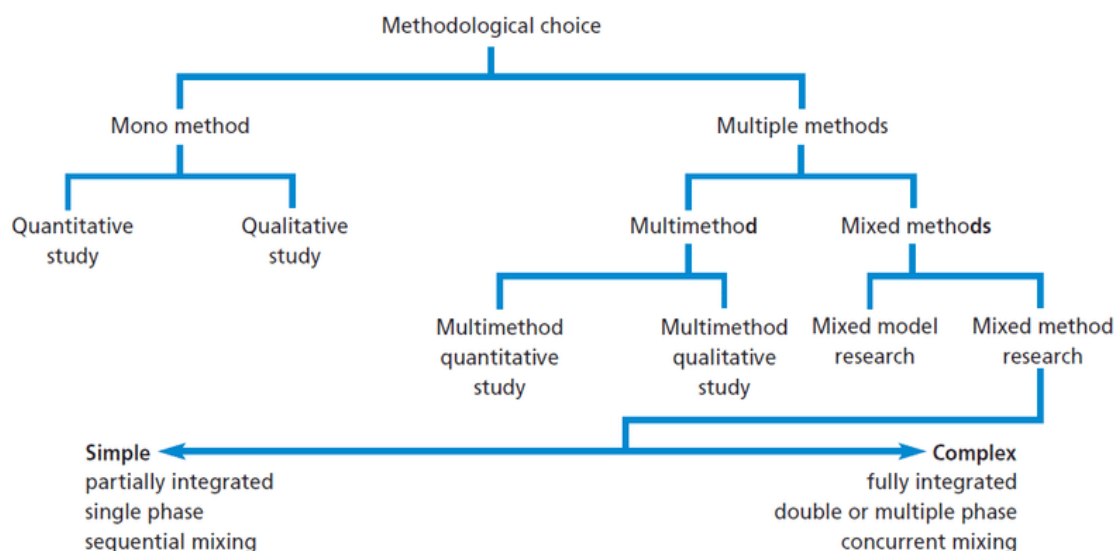 Methodological choice
Mono method
Multiple methods
Quantitative
study
Qualitative
study
Multimethod
Mixed methods
Multimethod
quantitative
study
Multimethod
qualitative
study
Mixed model
research
Mixed method
research
Simple
partially integrated
single phase
sequential mixing
Complex
fully integrated
double or multiple phase
concurrent mixing